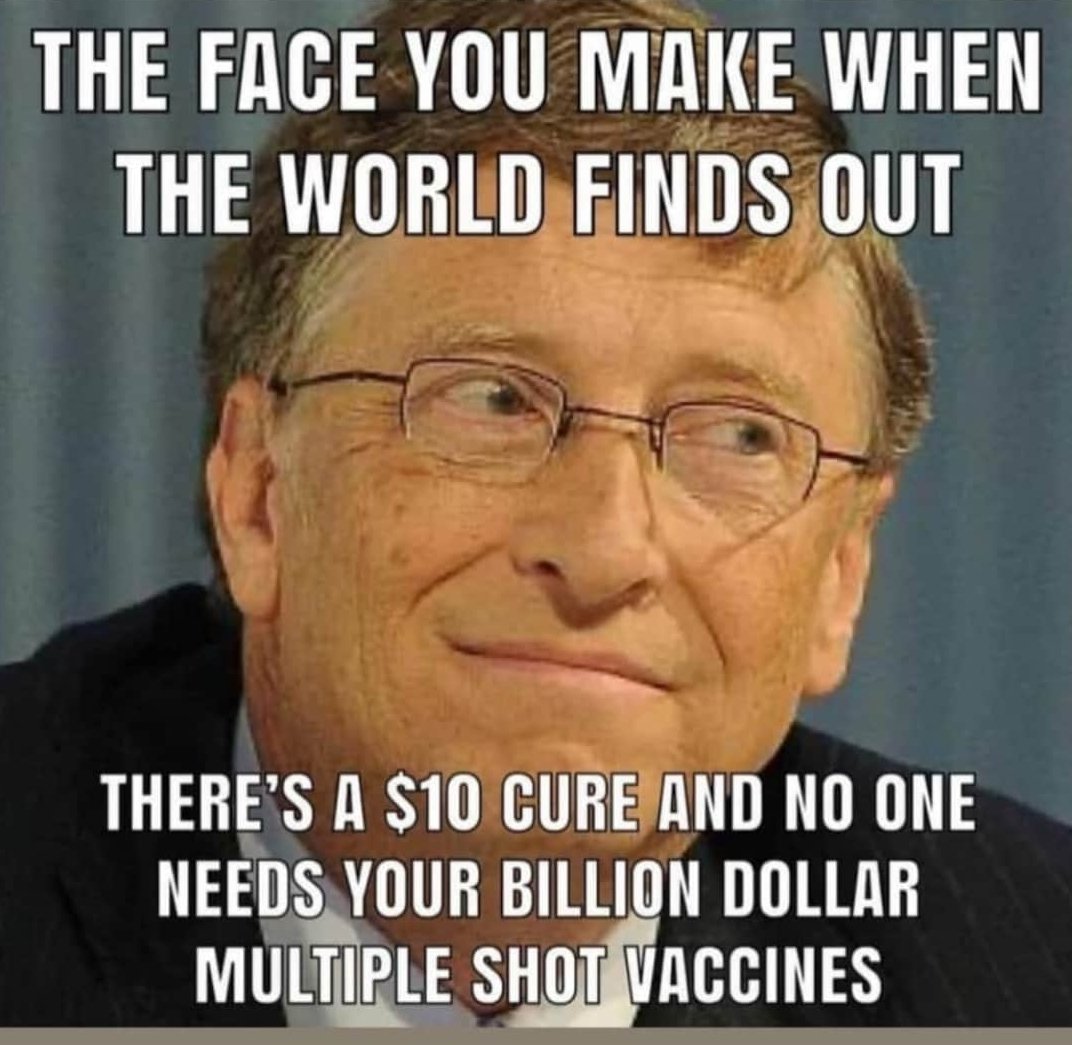 THE FACE YOU MAKE WHEN
THE WORLD FINDS OUT
THERE'S A $10 CURE AND NO ONE
NEEDS YOUR BILLION DOLLAR
MULTIPLE SHOT VACCINES